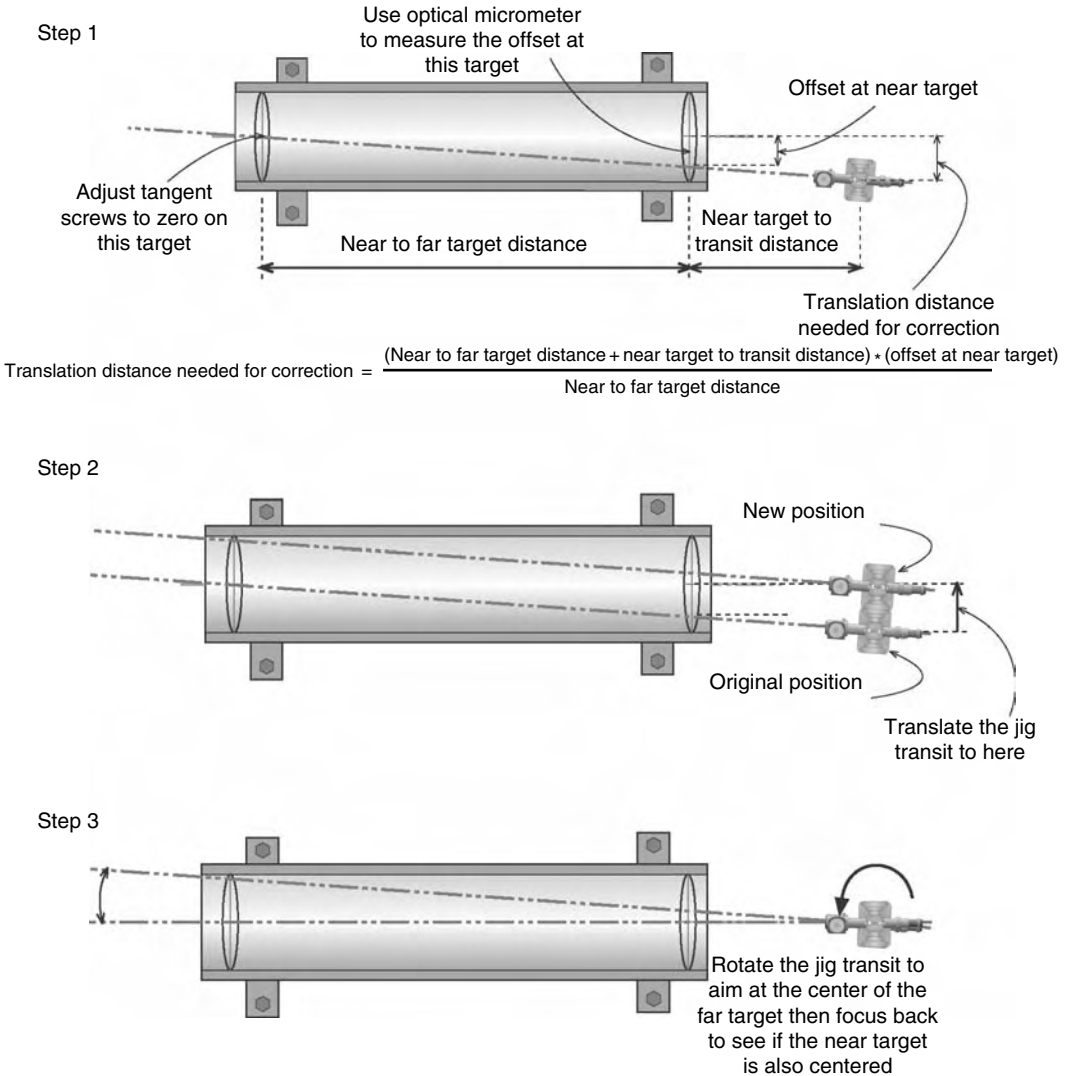 Step 1
Use optical micrometer
to measure the offset at
this target
Offset at near target
Adjust tangent
screws to zero on
this target
Near to far target distance
Near target to
transit distance
Translation distance
needed for correction
Translation distance needed for correction = (Near to far target distance + near target to transit distance) * (offset at near target)
Near to far target distance
Step 2
New position
Original position
Translate the jig
transit to here
Step 3
Rotate the jig transit to
aim at the center of the
far target then focus back
to see if the near target
is also centered